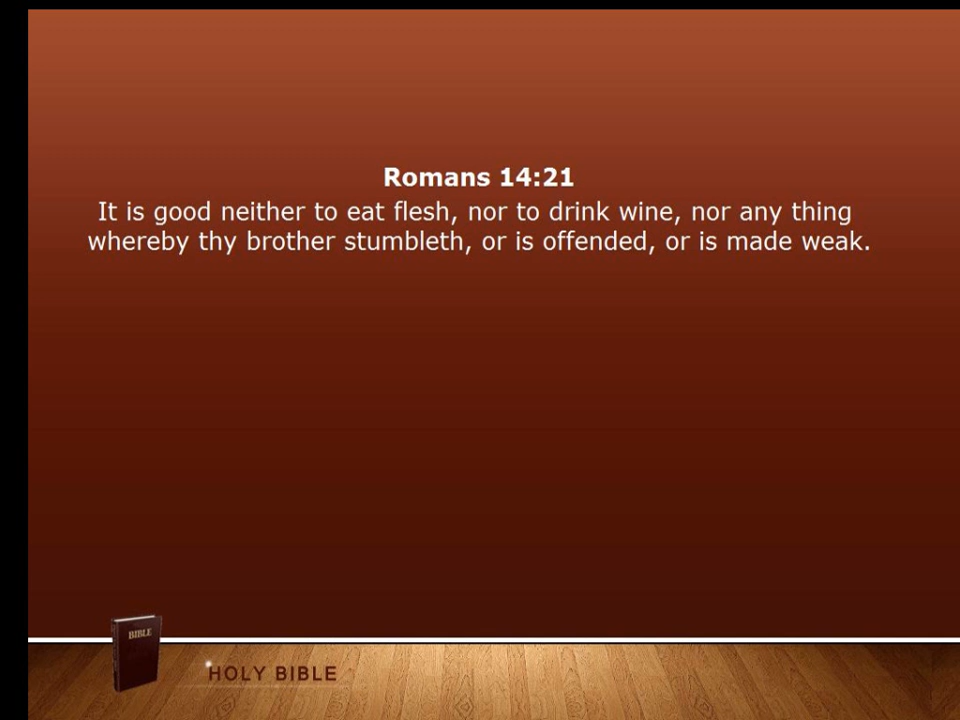 Romans 14:21
It is good neither to eat flesh, nor to drink wine, nor any thing
whereby thy brother stumbleth, or is offended, or is made weak.
BIBLE
HOLY BIBLE